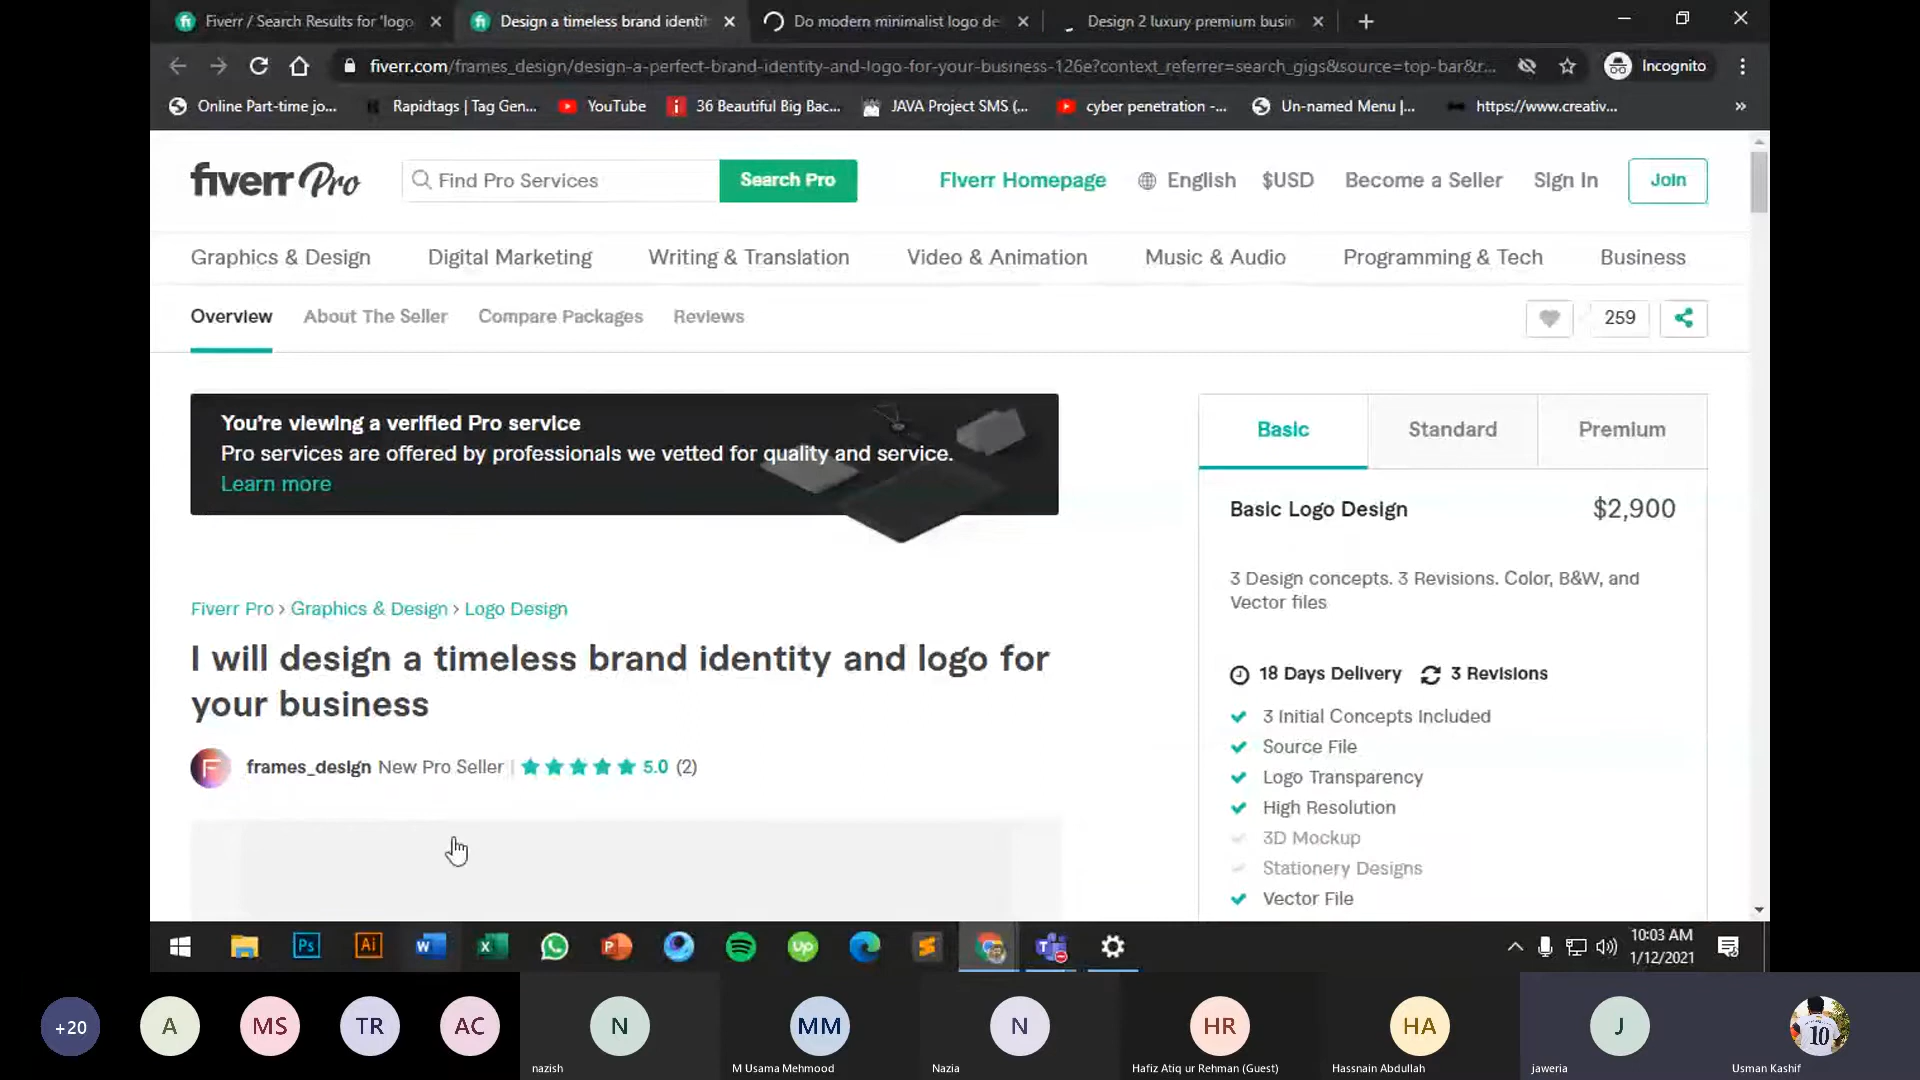 Fiverr / Search Results for 'logo
Design a timeless brand identit
Do modern minimalist logo de
Design 2 luxury premium busin
fiverr.com/frames_design/design-a-perfect-brand-identity-and-logo-for-your-business-126e?context_referrer=search_gigs&source=top-bar&r...
Incognito
Online Part-time jo...
Rapidtags | Tag Gen...
YouTube
36 Beautiful Big Bac...
JAVA Project SMS (...
cyber penetration -...
Un-named Menu |...
https://www.creativ...
»
fiverr Pro
Find Pro Services
Search Pro
Fiverr Homepage
English
$USD
Become a Seller
Sign In
Join
Graphics & Design
Digital Marketing
Writing & Translation
Video & Animation
Music & Audio
Programming & Tech
Business
Overview
About The Seller
Compare Packages
Reviews
259
You're viewing a verified Pro service
Pro services are offered by professionals we vetted for quality and service.
Learn more
Basic
Standard
Premium
Basic Logo Design
$2,900
3 Design concepts. 3 Revisions. Color, B&W, and
Vector files
18 Days Delivery
3 Revisions
3 Initial Concepts Included
Source File
Logo Transparency
High Resolution
3D Mockup
Stationery Designs
Vector File
Fiverr Pro › Graphics & Design › Logo Design
I will design a timeless brand identity and logo for
your business
F
frames_design New Pro Seller | 5.0 (2)
Ps
Ai
W
X
P
Up
T
10:03 AM
1/12/2021
+20
A
MS
TR
AC
N
MM
N
HR
HA
J
10
nazish
M Usama Mehmood
Nazia
Hafiz Atiq ur Rehman (Guest)
Hassnain Abdullah
jaweria
Usman Kashif